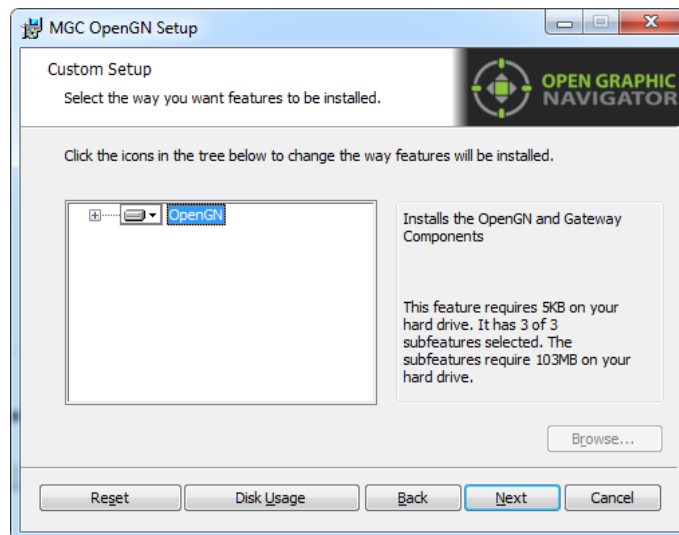 MGC OpenGN Setup
Custom Setup
Select the way you want features to be installed.
OPEN GRAPHIC
NAVIGATOR
Click the icons in the tree below to change the way features will be installed.
OpenGN
Installs the OpenGN and Gateway
Components
This feature requires 5KB on your
hard drive. It has 3 of 3
subfeatures selected. The
subfeatures require 103MB on your
hard drive.
Browse...
Reset
Disk Usage
Back
Next
Cancel